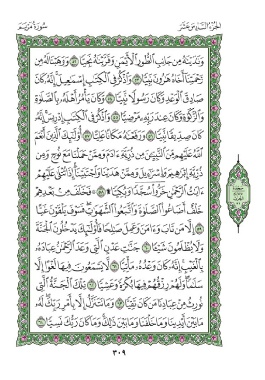 الجزء السادس عشر
سورة مريم
وَنَٰدَيْنَٰهُ مِن جَانِبِ ٱلطُّورِ ٱلْأَيْمَنِ وَقَرَّبْنَٰهُ نَجِيًّا ٥٢ وَوَهَبْنَا لَهُۥ مِن
رَّحْمَتِنَآ أَخَاهُ هَٰرُونَ نَبِيًّا ٥٣ وَٱذْكُرْ فِى ٱلْكِتَٰبِ إِسْمَٰعِيلَ إِنَّهُۥ كَانَ
صَادِقَ ٱلْوَعْدِ وَكَانَ رَسُولًا نَّبِيًّا ٥٤ وَكَانَ يَأْمُرُ أَهْلَهُۥ بِٱلصَّلَوٰةِ
وَٱلزَّكَوٰةِ وَكَانَ عِندَ رَبِّهِۦ مَرْضِيًّا ٥٥ وَٱذْكُرْ فِى ٱلْكِتَٰبِ إِدْرِيسَ إِنَّهُۥ
كَانَ صِدِّيقًا نَّبِيًّا ٥٦ وَرَفَعْنَٰهُ مَكَانًا عَلِيًّا ٥٧ أُو۟لَٰٓئِكَ ٱلَّذِينَ أَنْعَمَ
ٱللَّهُ عَلَيْهِم مِّنَ ٱلنَّبِيِّۦنَ مِن ذُرِّيَّةِ ءَادَمَ وَمِمَّنْ حَمَلْنَا مَعَ نُوحٍ وَمِن
ذُرِّيَّةِ إِبْرَٰهِيمَ وَإِسْرَٰٓءِيلَ وَمِمَّنْ هَدَيْنَا وَٱجْتَبَيْنَآ إِذَا تُتْلَىٰ عَلَيْهِمْ
ءَايَٰتُ ٱلرَّحْمَٰنِ خَرُّوا۟ سُجَّدًا وَبُكِيًّا ۩ ٥٨ فَخَلَفَ مِنۢ بَعْدِهِمْ
خَلْفٌ أَضَاعُوا۟ ٱلصَّلَوٰةَ وَٱتَّبَعُوا۟ ٱلشَّهَوَٰتِ فَسَوْفَ يَلْقَوْنَ غَيًّا
٥٩ إِلَّا مَن تَابَ وَءَامَنَ وَعَمِلَ صَٰلِحًا فَأُو۟لَٰٓئِكَ يَدْخُلُونَ ٱلْجَنَّةَ
وَلَا يُظْلَمُونَ شَيْـًٔا ٦٠ جَنَّٰتِ عَدْنٍ ٱلَّتِى وَعَدَ ٱلرَّحْمَٰنُ عِبَادَهُۥ
بِٱلْغَيْبِ إِنَّهُۥ كَانَ وَعْدُهُۥ مَأْتِيًّا ٦١ لَّا يَسْمَعُونَ فِيهَا لَغْوًا إِلَّا
سَلَٰمًا وَلَهُمْ رِزْقُهُمْ فِيهَا بُكْرَةً وَعَشِيًّا ٦٢ تِلْكَ ٱلْجَنَّةُ ٱلَّتِى
نُورِثُ مِنْ عِبَادِنَا مَن كَانَ تَقِيًّا ٦٣ وَمَا نَتَنَزَّلُ إِلَّا بِأَمْرِ رَبِّكَ لَهُۥ
مَا بَيْنَ أَيْدِينَا وَمَا خَلْفَنَا وَمَا بَيْنَ ذَٰلِكَ وَمَا كَانَ رَبُّكَ نَسِيًّا ٦٤
٣٠٩